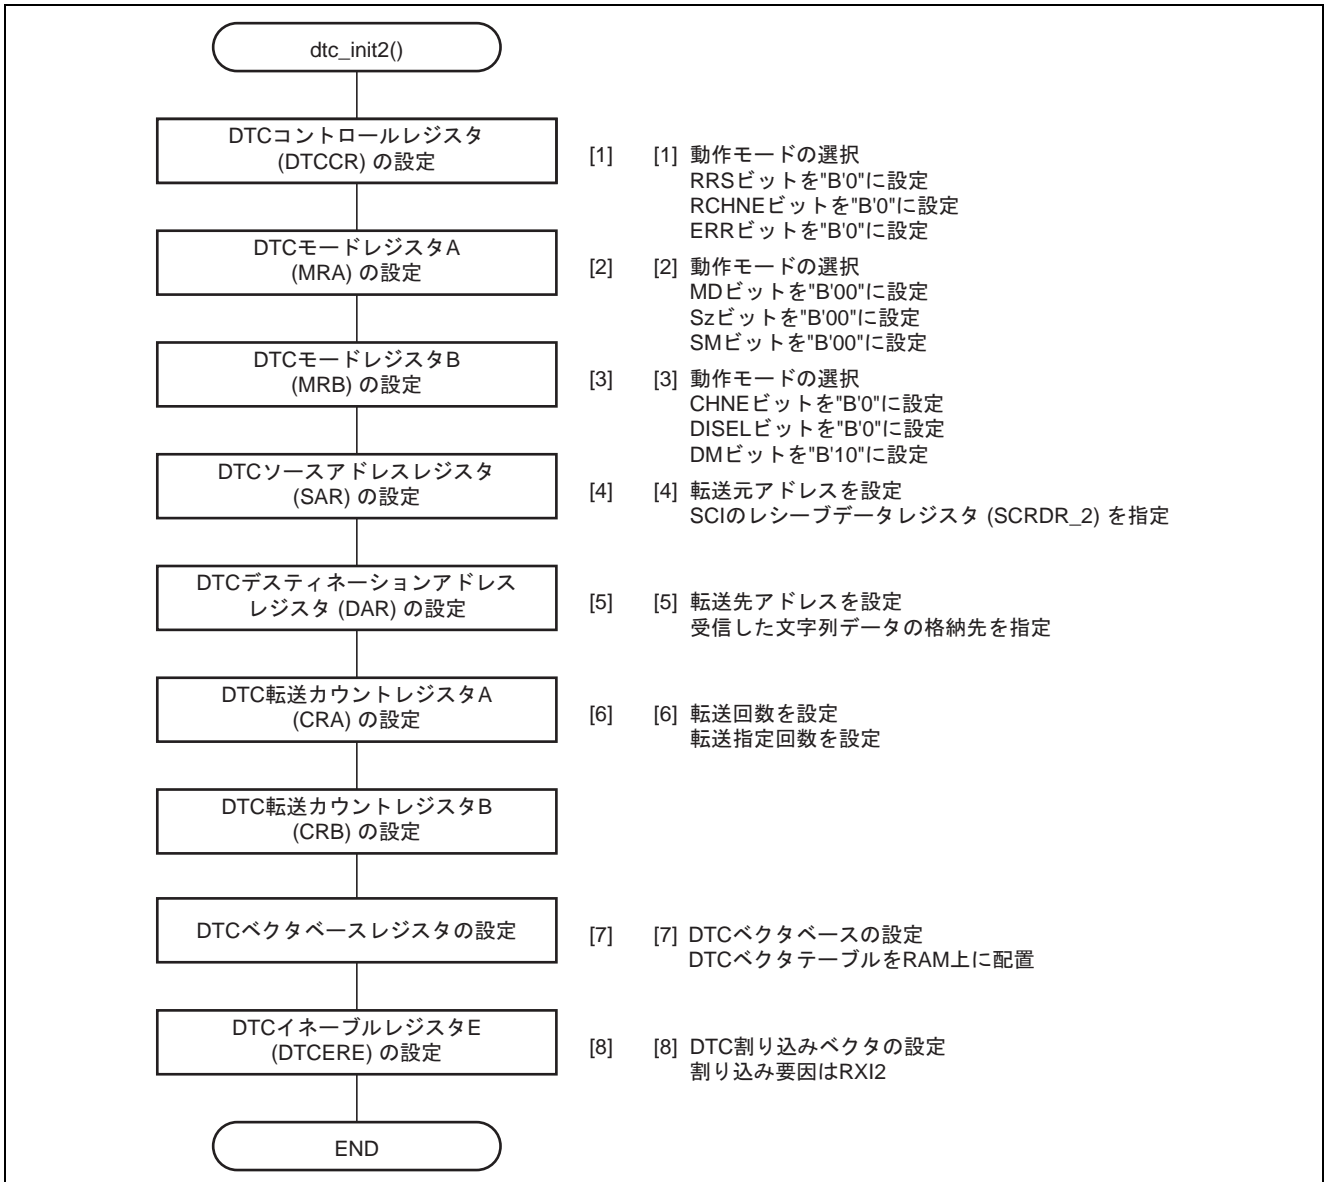 dtc_init2()
DTCコントロールレジスタ
(DTCCR) の設定
[1]
[1] 動作モードの選択
RRSビットを"B'0"に設定
RCHNEビットを"B'0"に設定
ERRビットを"B'0"に設定
DTCモードレジスタA
(MRA) の設定
[2]
[2] 動作モードの選択
MDビットを"B'00"に設定
Szビットを"B'00"に設定
SMビットを"B'00"に設定
DTCモードレジスタB
(MRB) の設定
[3]
[3] 動作モードの選択
CHNEビットを"B'0"に設定
DISELビットを"B'0"に設定
DMビットを"B'10"に設定
DTCソースアドレスレジスタ
(SAR) の設定
[4]
[4] 転送元アドレスを設定
SCIのレシーブデータレジスタ (SCRDR_2) を指定
DTCデスティネーションアドレス
レジスタ (DAR) の設定
[5]
[5] 転送先アドレスを設定
受信した文字列データの格納先を指定
DTC転送カウントレジスタA
(CRA) の設定
[6]
[6] 転送回数を設定
転送指定回数を設定
DTC転送カウントレジスタB
(CRB) の設定
DTCベクタベースレジスタの設定
[7]
[7] DTCベクタベースの設定
DTCベクタテーブルをRAM上に配置
DTCイネーブルレジスタE
(DTCERE) の設定
[8]
[8] DTC割り込みベクタの設定
割り込み要因はRXI2
END